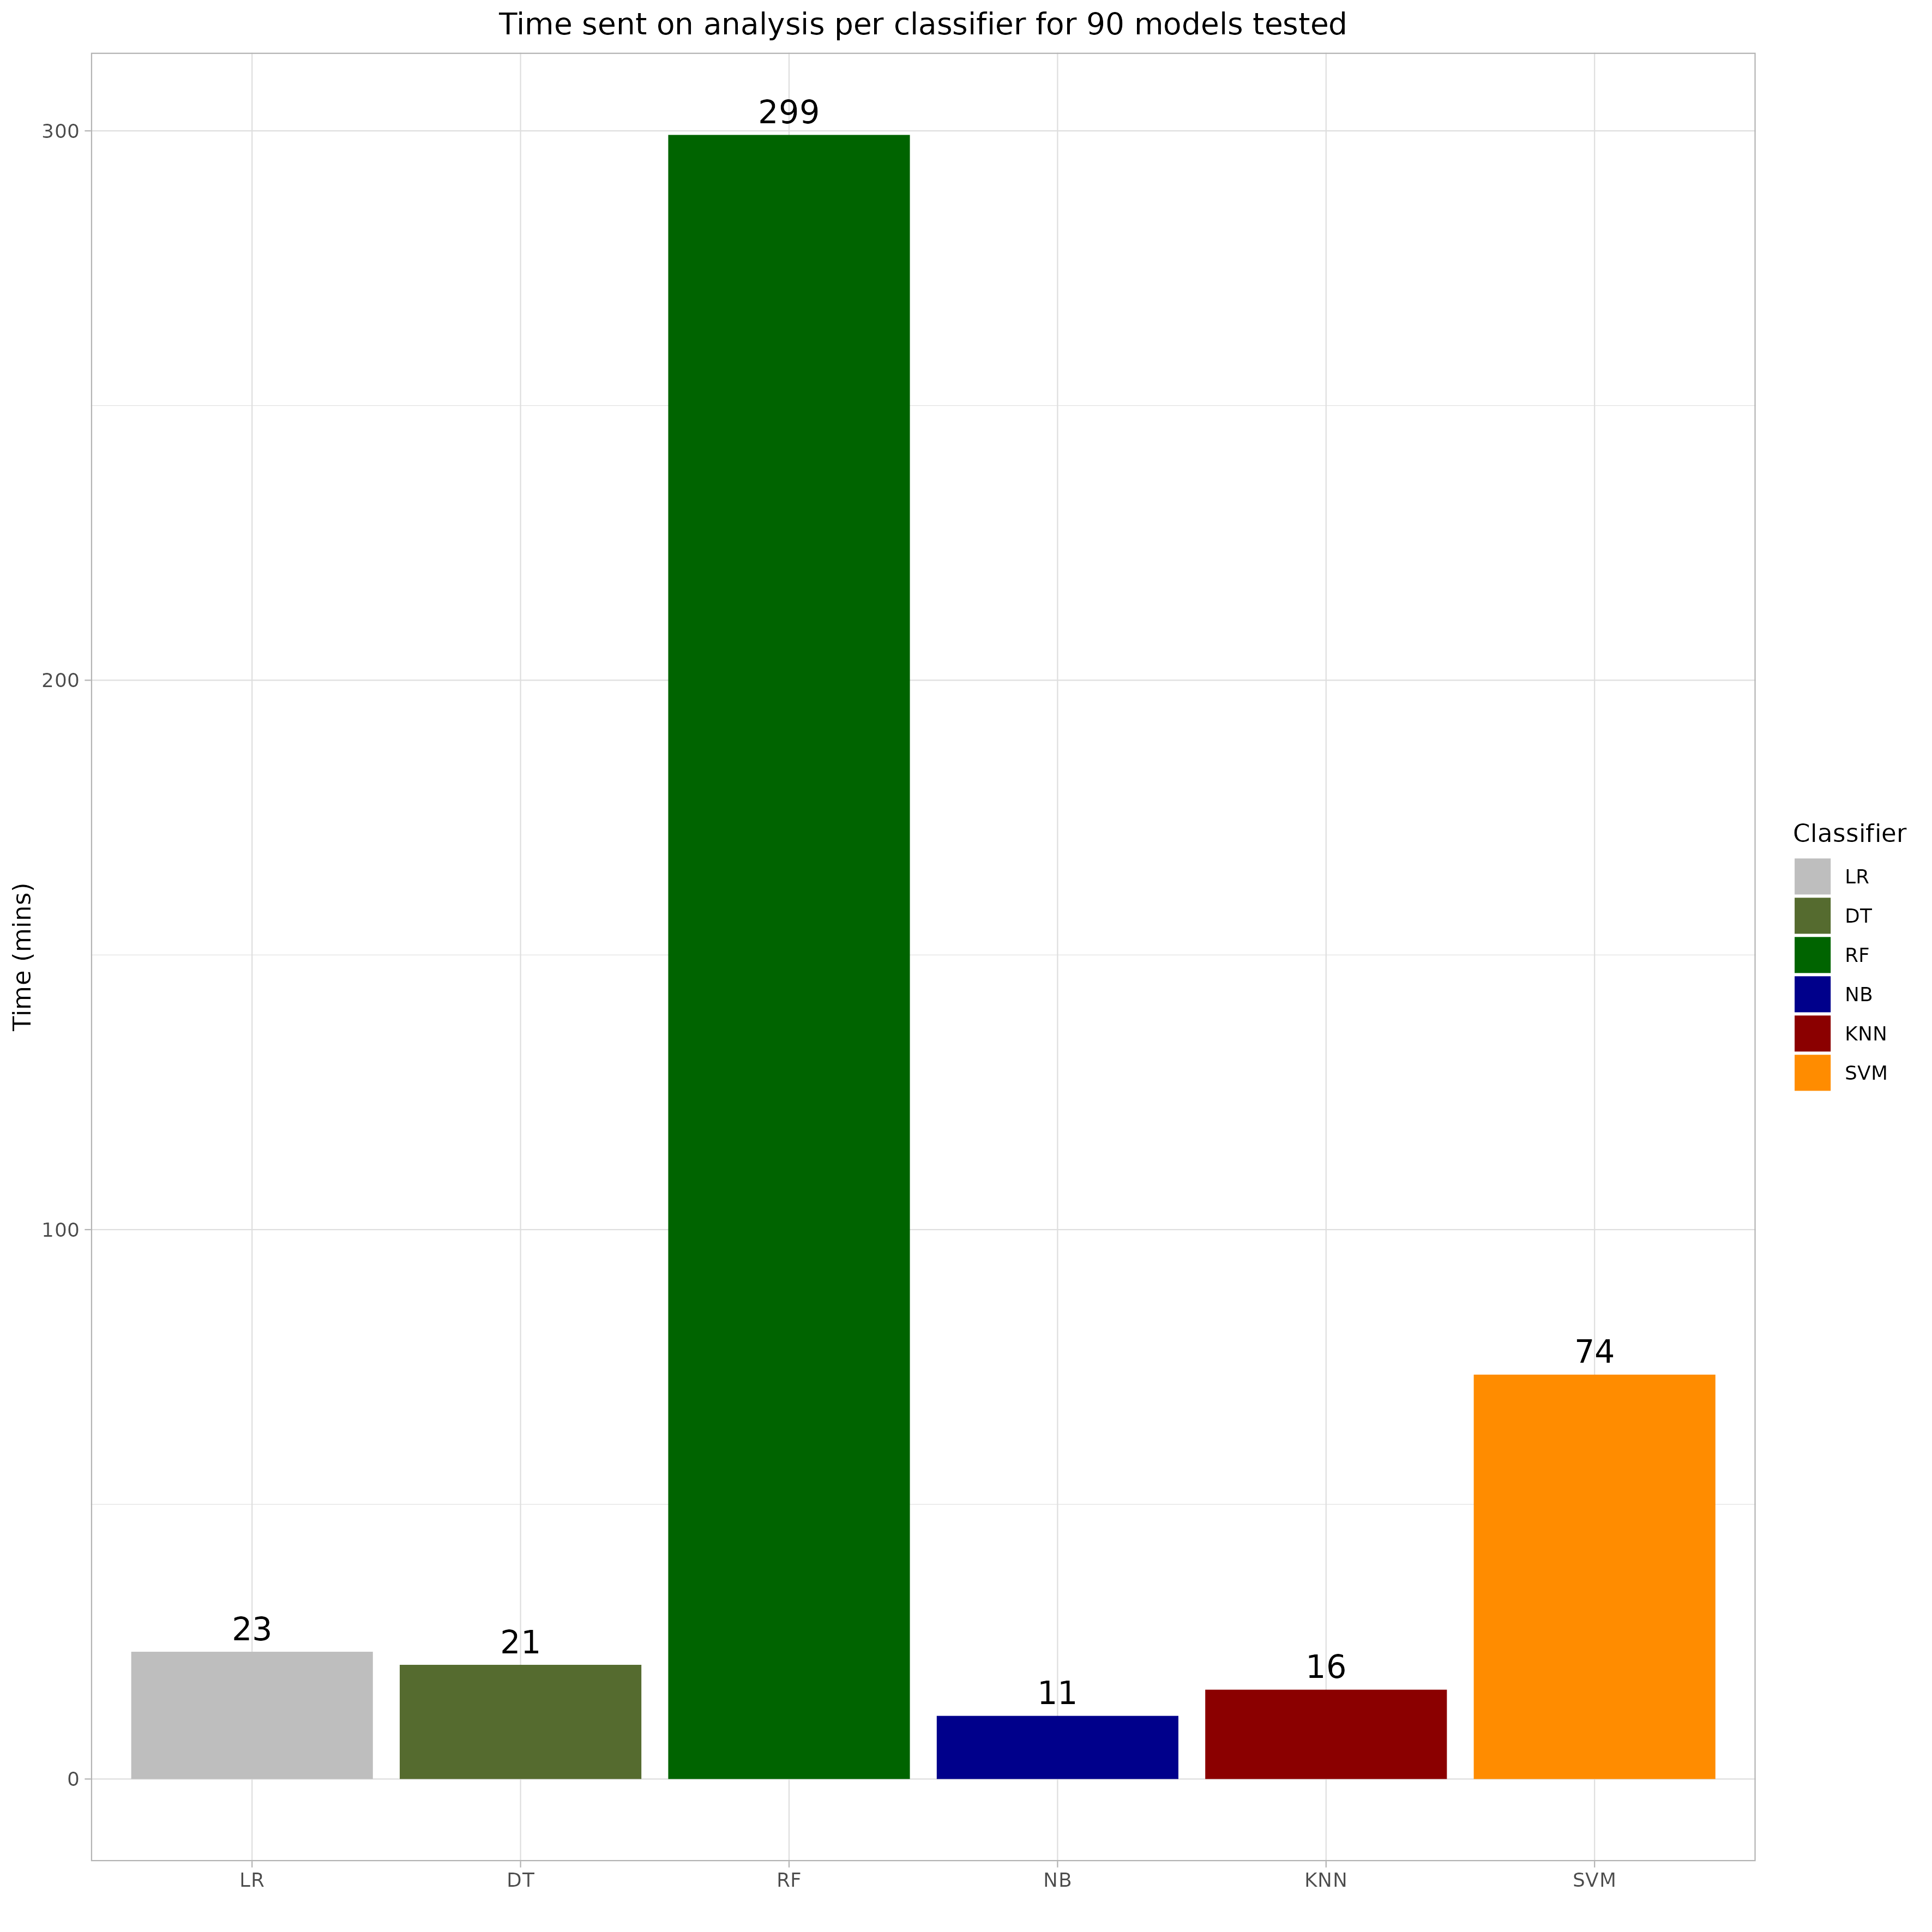 Time sent on analysis per classifier for 90 models tested
Time (mins)
300
200
100
0
299
74
23
21
11
16
LR
DT
RF
NB
KNN
SVM
Classifier
LR
DT
RF
NB
KNN
SVM